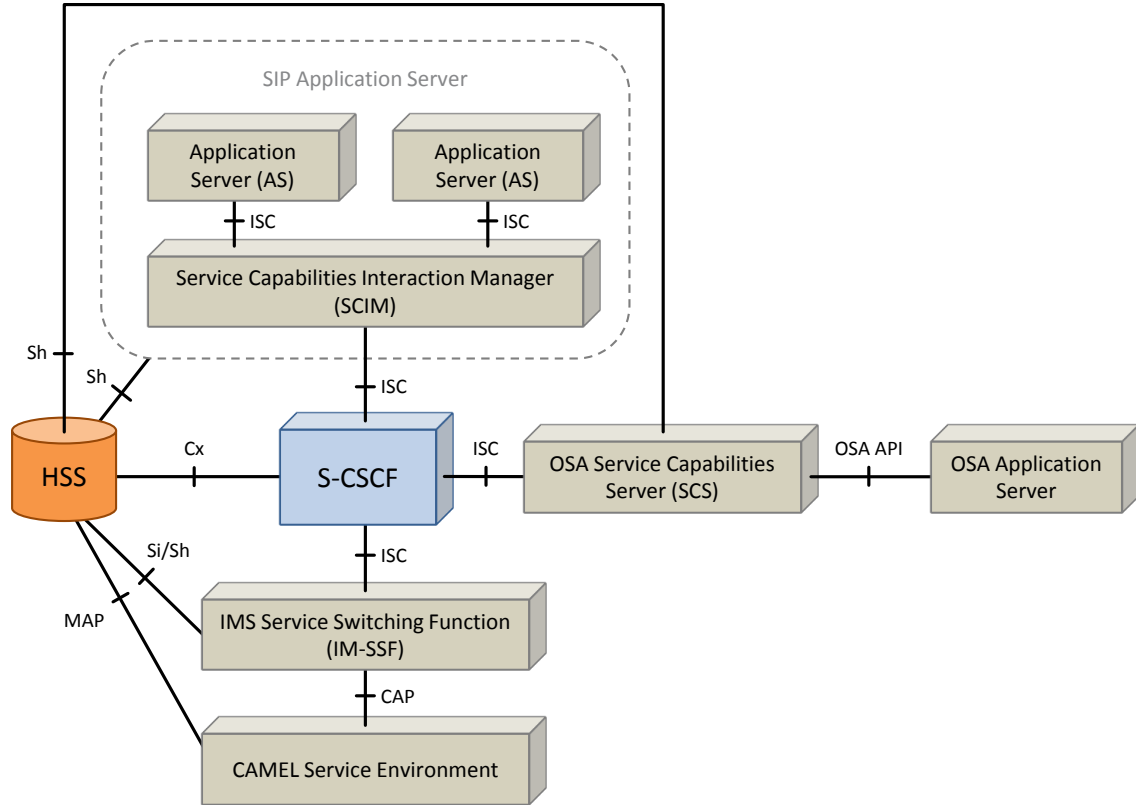 SIP Application Server
Application
Server (AS)
Application
Server (AS)
ISC
ISC
Service Capabilities Interaction Manager
(SCIM)
Sh
Sh
ISC
HSS
Cx
S-CSCF
ISC
OSA Service Capabilities
Server (SCS)
OSA API
OSA Application
Server
Si/Sh
ISC
MAP
IMS Service Switching Function
(IM-SSF)
CAP
CAMEL Service Environment